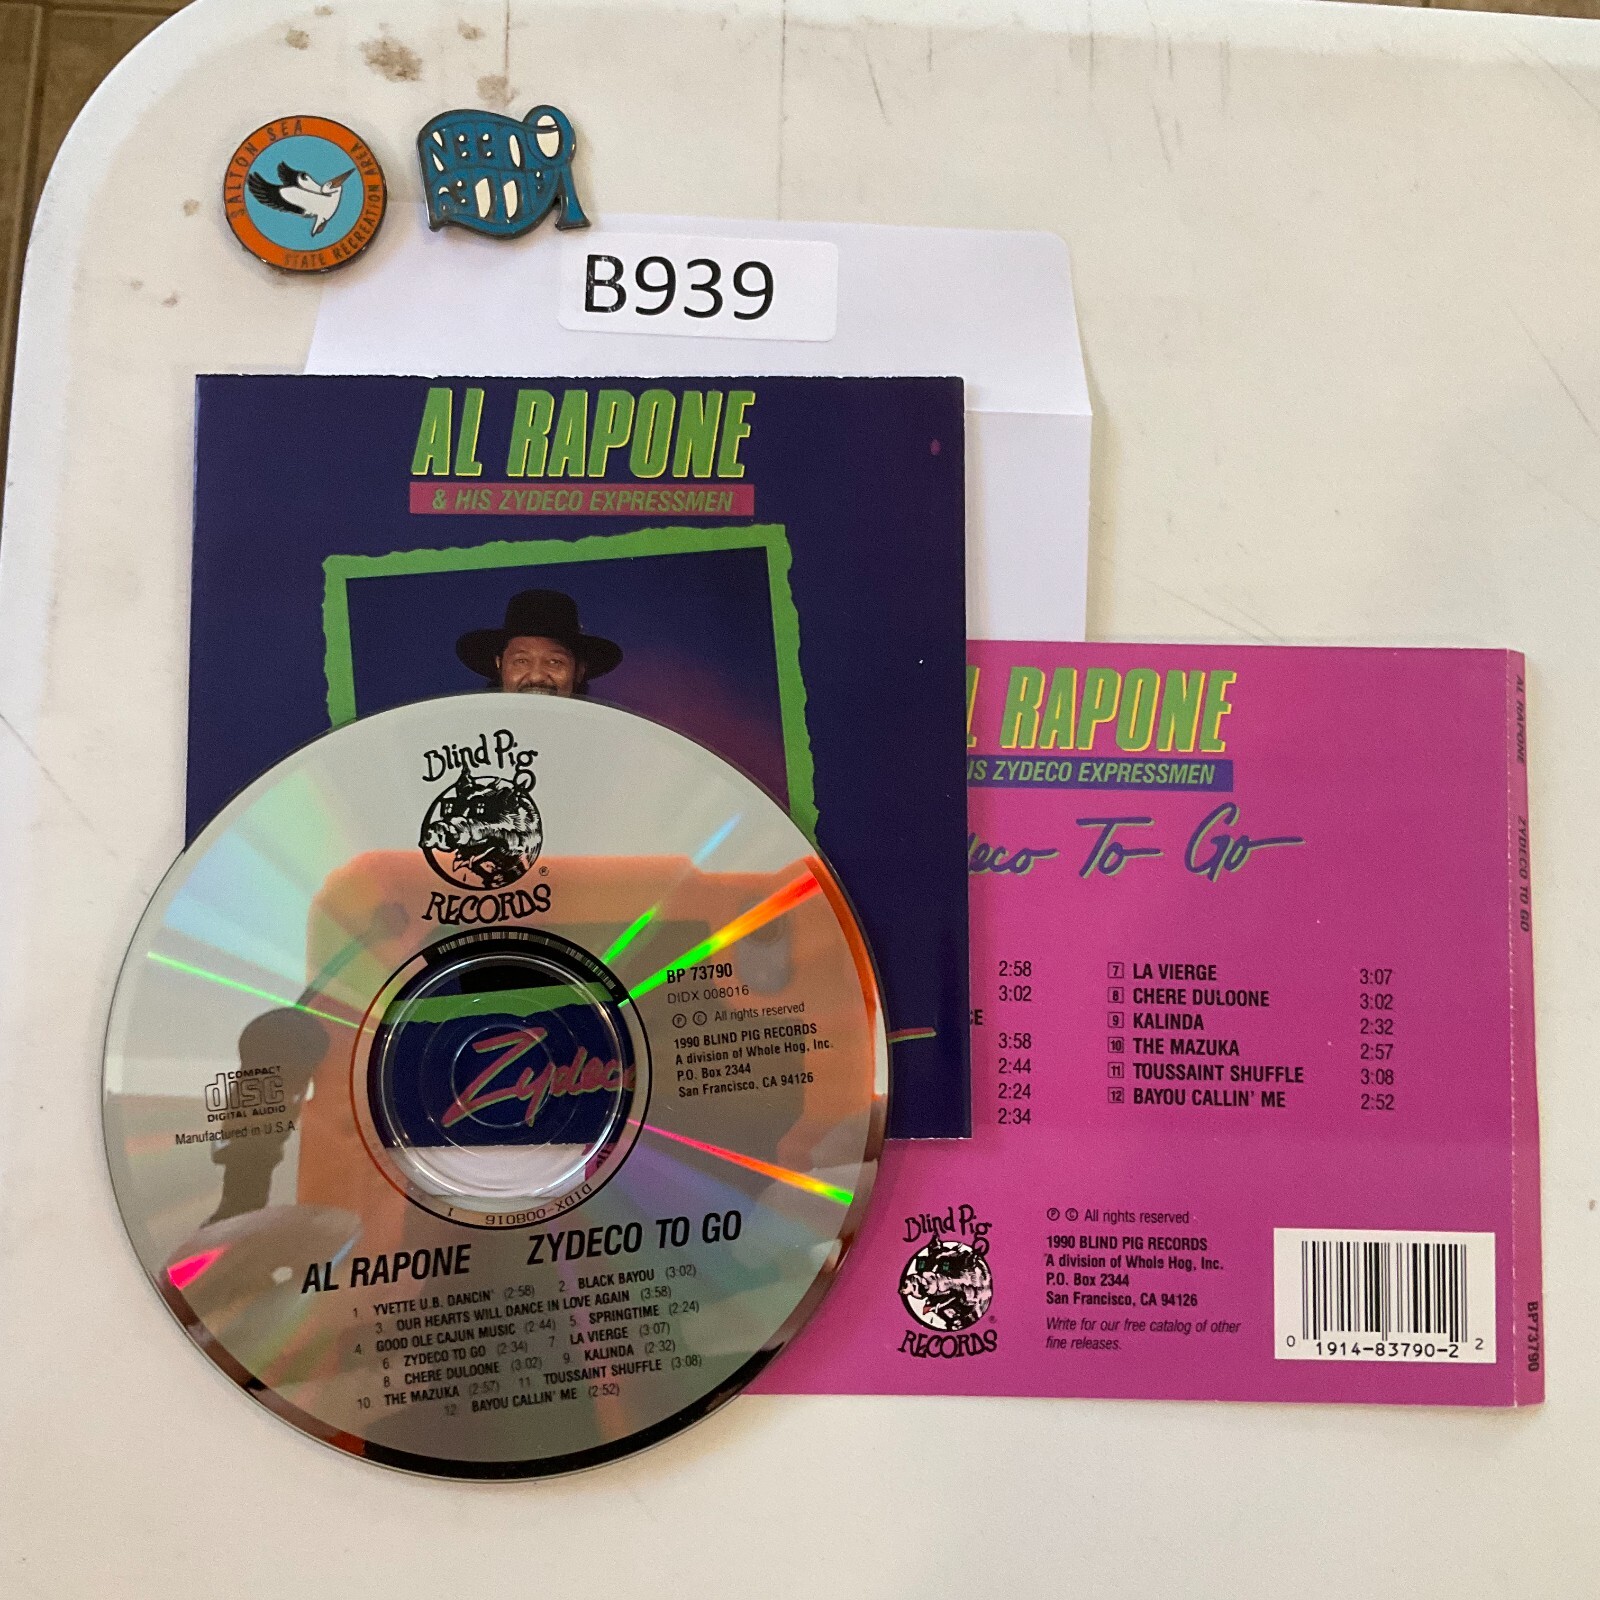 SALTON SEA
STATE RECREATION AREA
B939
AL RAPONE
& HIS ZYDECO EXPRESSMEN
Blind Pig
RECORDS
®
BP 73790
DIDX 008016
Ⓟ Ⓒ All rights reserved
1990 BLIND PIG RECORDS
A division of Whole Hog, Inc.
P.O. Box 2344
San Francisco, CA 94126
COMPACT
disc
DIGITAL AUDIO
Manufactured in U.S.A.
Zydeco
DIDX-008016 1
AL RAPONE ZYDECO TO GO
1. YVETTE U.B. DANCIN' (2:58) 2. BLACK BAYOU (3:02)
3. OUR HEARTS WILL DANCE IN LOVE AGAIN (3:58)
4. GOOD OLE CAJUN MUSIC (2:44) 5. SPRINGTIME (2:24)
6. ZYDECO TO GO (2:34) 7. LA VIERGE (3:07)
8. CHERE DULOONE (3:02) 9. KALINDA (2:32)
10. THE MAZUKA (2:57) 11. TOUSSAINT SHUFFLE (3:08)
12. BAYOU CALLIN' ME (2:52)
L RAPONE
IS ZYDECO EXPRESSMEN
deco To Go
2:58
3:02
CE
3:58
2:44
2:24
2:34
7 LA VIERGE 3:07
8 CHERE DULOONE 3:02
9 KALINDA 2:32
10 THE MAZUKA 2:57
11 TOUSSAINT SHUFFLE 3:08
12 BAYOU CALLIN' ME 2:52
Blind Pig
RECORDS
®
Ⓟ Ⓒ All rights reserved
1990 BLIND PIG RECORDS
A division of Whole Hog, Inc.
P.O. Box 2344
San Francisco, CA 94126
Write for our free catalog of other
fine releases.
0 1914-83790-2 2
AL RAPONE ZYDECO TO GO BP73790